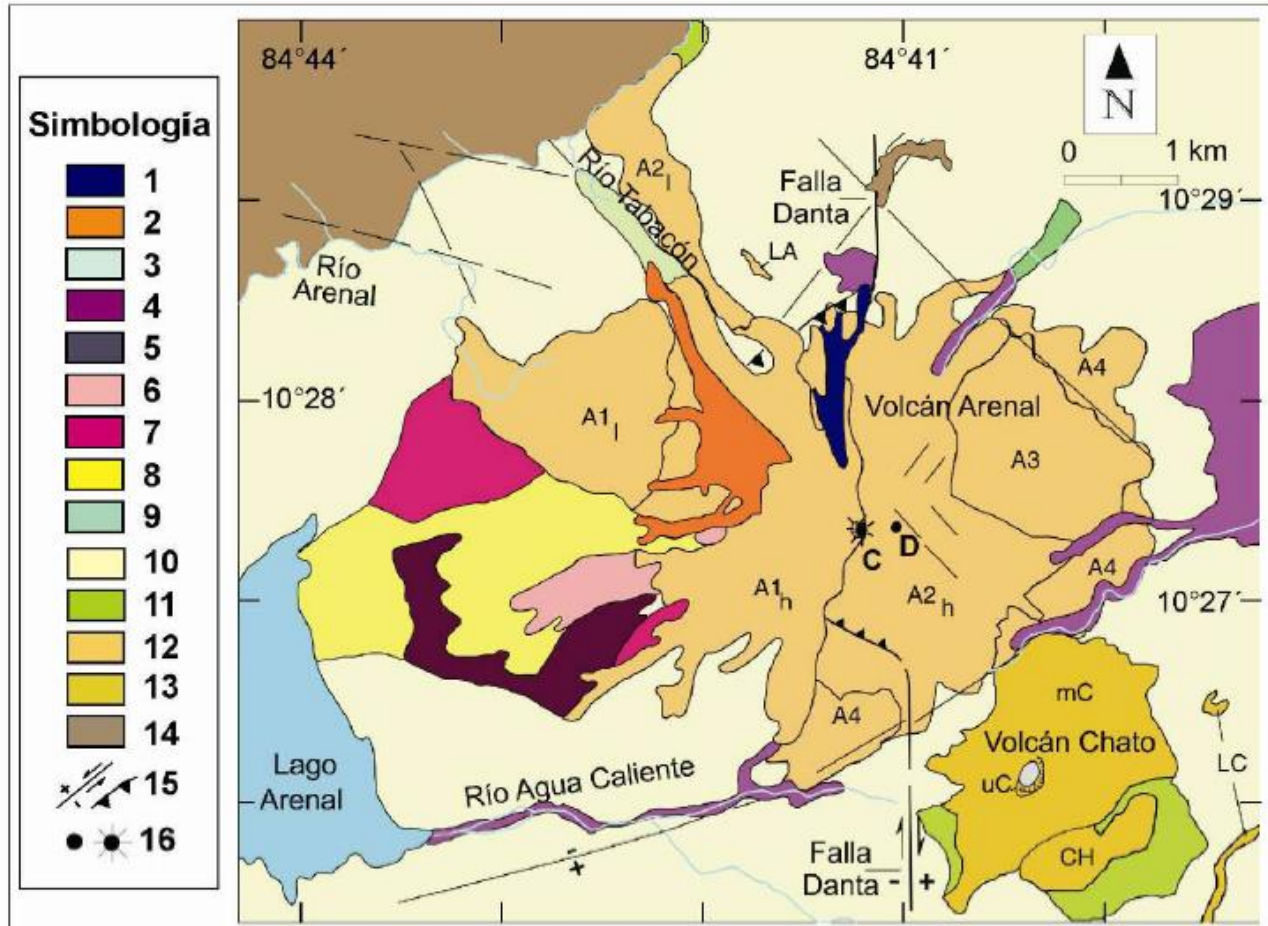 Simbología
1
2
3
4
5
6
7
8
9
10
11
12
13
14
15
16
84°44´
84°41´
N
0 1 km
10°29´
10°28´
10°27´
Río Tabacón
A2l
Falla
Danta
LA
Río
Arenal
A1l
Volcán Arenal
A4
A3
C
D
A1h
A2h
A4
A4
mC
Volcán Chato
uC
LC
CH
Lago
Arenal
Río Agua Caliente
- +
Falla
Danta - +